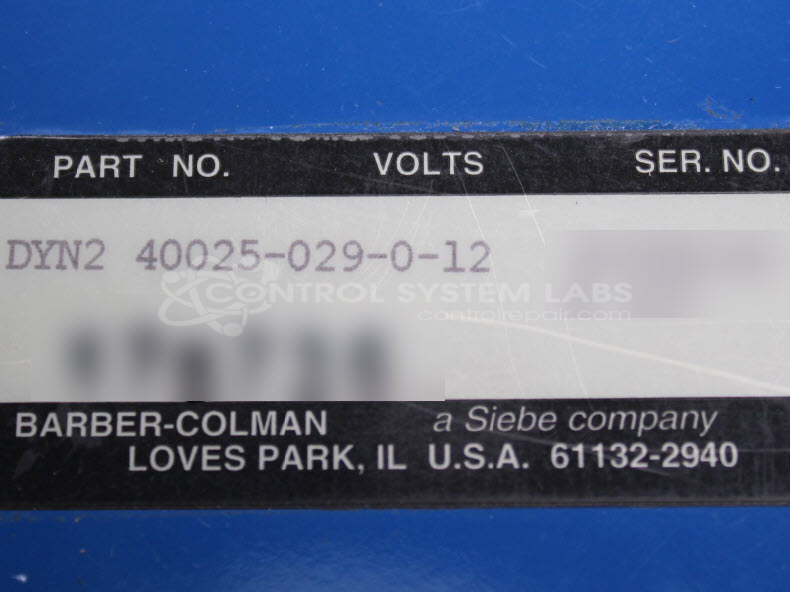 PART NO. VOLTS SER. NO.
DYN2 40025-029-0-12
CONTROL SYSTEM LABS
controlrepair.com
BARBER-COLMAN a Siebe company
LOVES PARK, IL U.S.A. 61132-2940